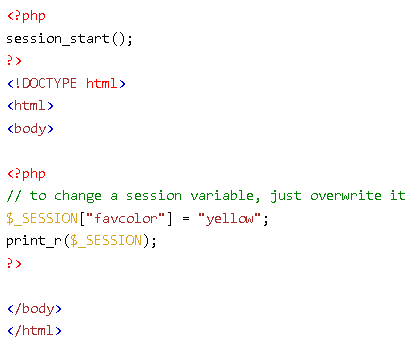 <?php
session_start();
?>
<!DOCTYPE html>
<html>
<body>
<?php
// to change a session variable, just overwrite it
$_SESSION["favcolor"] = "yellow";
print_r($_SESSION);
?>
</body>
</html>